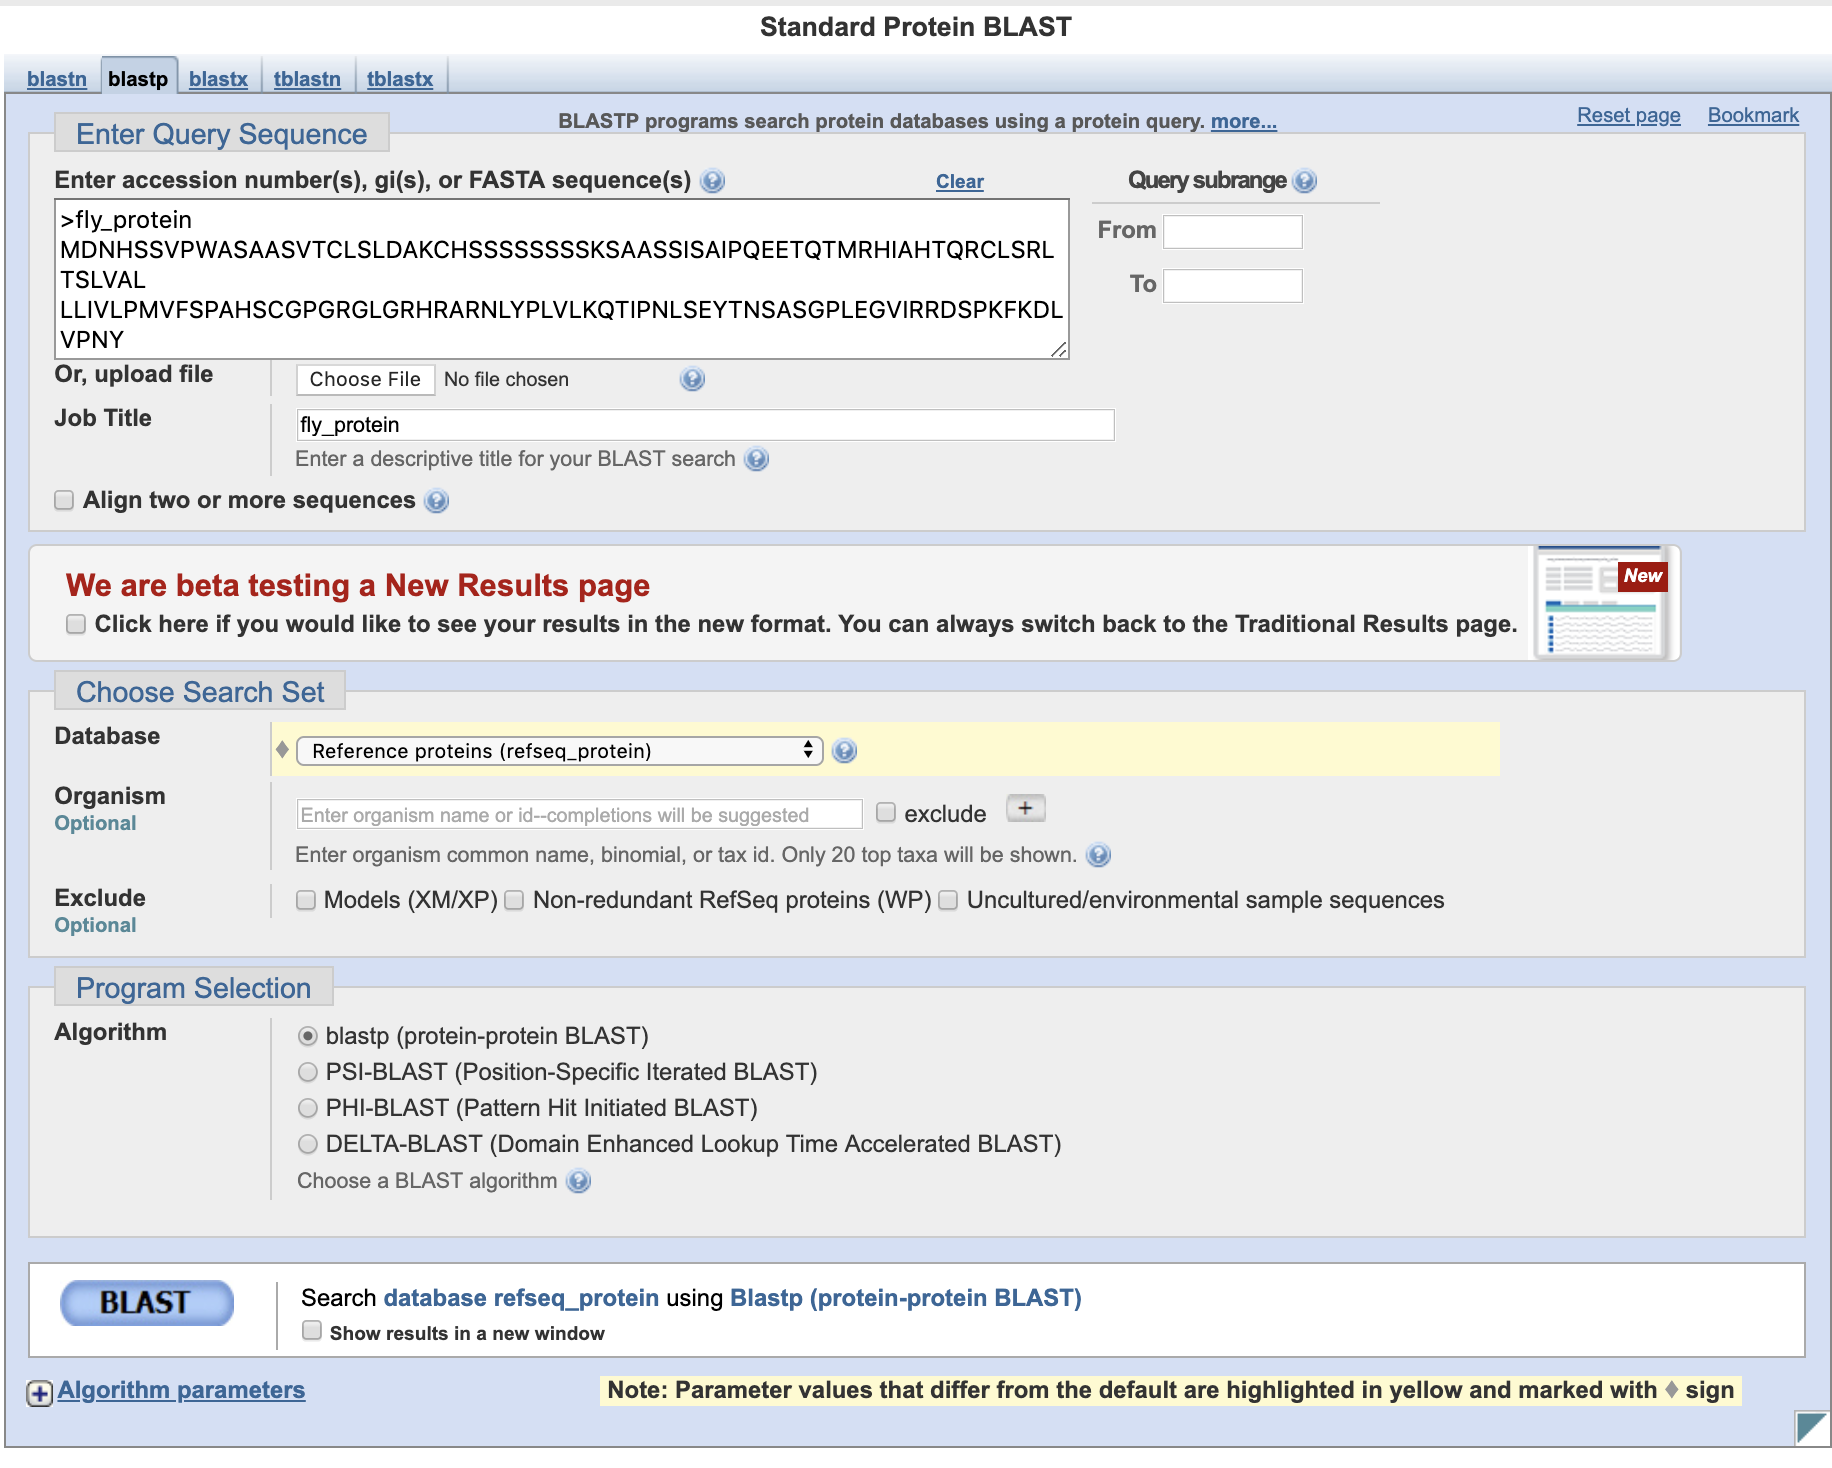 Standard Protein BLAST
blastn blastp blastx tblastn tblastx
BLASTP programs search protein databases using a protein query. more...
Reset page Bookmark
Enter Query Sequence
Enter accession number(s), gi(s), or FASTA sequence(s) Clear Query subrange
>fly_protein
MDNHSSVPWASAASVTCLSLDAKCHSSSSSSSSKSAASSISAIPQEETQTMRHIAHTQRCLSRL
TSLVAL
LLIVLPMVFSPAHSCGPGRGLGRHRARNLYPLVLKQTIPNLSEYTNSASGPLEGVIRRDSPKFKDL
VPNY
From
To
Or, upload file Choose File No file chosen
Job Title fly_protein
Enter a descriptive title for your BLAST search
Align two or more sequences
We are beta testing a New Results page
Click here if you would like to see your results in the new format. You can always switch back to the Traditional Results page.
New
Choose Search Set
Database Reference proteins (refseq_protein)
Organism
Optional
Enter organism name or id--completions will be suggested exclude +
Enter organism common name, binomial, or tax id. Only 20 top taxa will be shown.
Exclude
Optional
Models (XM/XP) Non-redundant RefSeq proteins (WP) Uncultured/environmental sample sequences
Program Selection
Algorithm
blastp (protein-protein BLAST)
PSI-BLAST (Position-Specific Iterated BLAST)
PHI-BLAST (Pattern Hit Initiated BLAST)
DELTA-BLAST (Domain Enhanced Lookup Time Accelerated BLAST)
Choose a BLAST algorithm
BLAST
Search database refseq_protein using Blastp (protein-protein BLAST)
Show results in a new window
Algorithm parameters
Note: Parameter values that differ from the default are highlighted in yellow and marked with ♦ sign